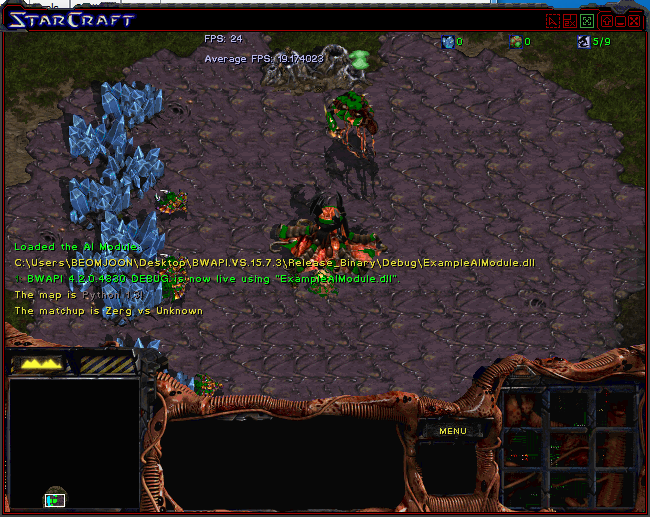 STARCRAFT
FPS: 24
0 0 5/9
Average FPS: 19.174023
Loaded the AI Module:
C:\Users\BEOMJOON\Desktop\BWAPI.VS.15.7.3\Release_Binary\Debug\ExampleAIModule.dll
BWAPI 4.2.0.4830 DEBUG is now live using "ExampleAIModule.dll".
The map is Python 1.3!
The matchup is Zerg vs Unknown
MENU